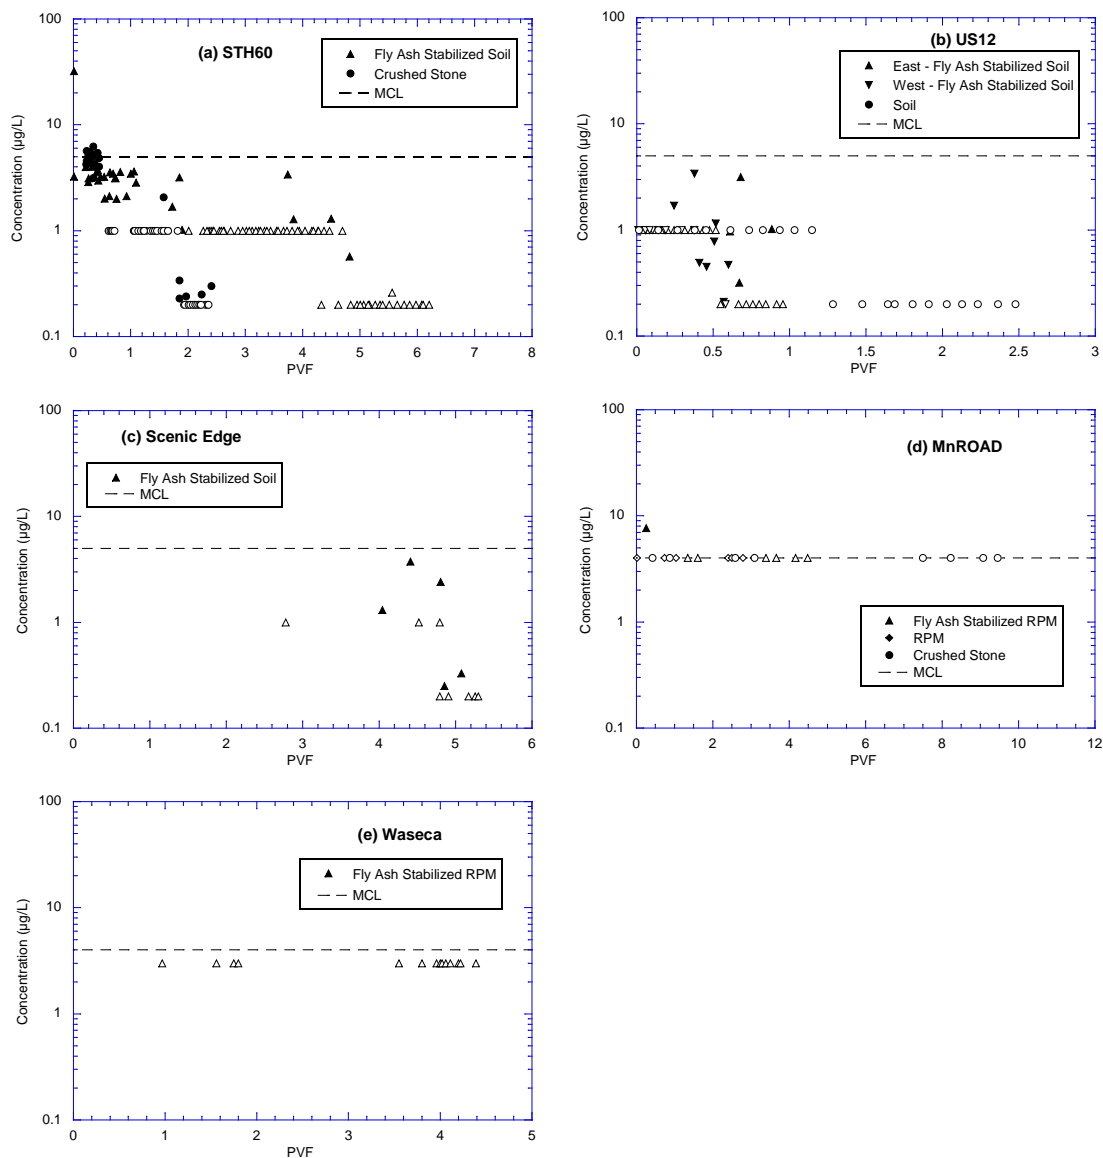 (a) STH60
Fly Ash Stabilized Soil
Crushed Stone
MCL
Concentration (µg/L)
100
10
1
0.1
0 1 2 3 4 5 6 7 8
PVF
(b) US12
East - Fly Ash Stabilized Soil
West - Fly Ash Stabilized Soil
Soil
MCL
Concentration (µg/L)
100
10
1
0.1
0 0.5 1 1.5 2 2.5 3
PVF
(c) Scenic Edge
Fly Ash Stabilized Soil
MCL
Concentration (µg/L)
100
10
1
0.1
0 1 2 3 4 5 6
PVF
(d) MnROAD
Fly Ash Stabilized RPM
RPM
Crushed Stone
MCL
Concentration (µg/L)
100
10
1
0.1
0 2 4 6 8 10 12
PVF
(e) Waseca
Fly Ash Stabilized RPM
MCL
Concentration (µg/L)
100
10
1
0.1
0 1 2 3 4 5
PVF